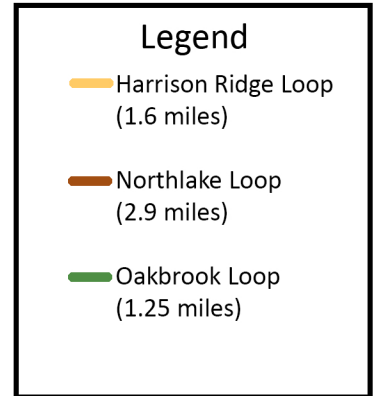 Legend
Harrison Ridge Loop
(1.6 miles)
Northlake Loop
(2.9 miles)
Oakbrook Loop
(1.25 miles)